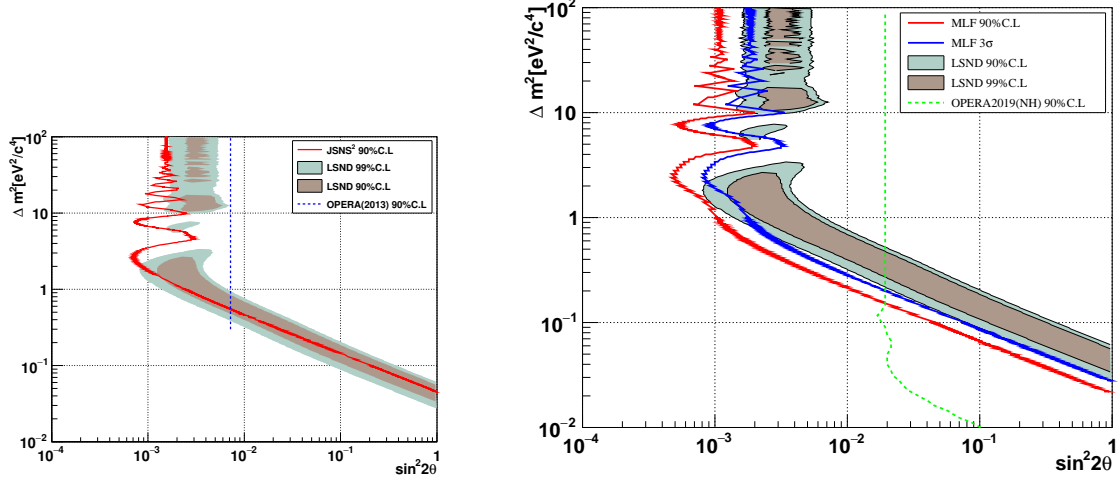 Δ m²[eV²/c⁴]
10²
10
1
10⁻¹
10⁻²
10⁻⁴
10⁻³
10⁻²
10⁻¹
1
sin²2θ
JSNS² 90%C.L
LSND 99%C.L
LSND 90%C.L
OPERA(2013) 90%C.L
Δ m²[eV²/c⁴]
10²
10
1
10⁻¹
10⁻²
10⁻⁴
10⁻³
10⁻²
10⁻¹
1
sin²2θ
MLF 90%C.L
MLF 3σ
LSND 90%C.L
LSND 99%C.L
OPERA2019(NH) 90%C.L